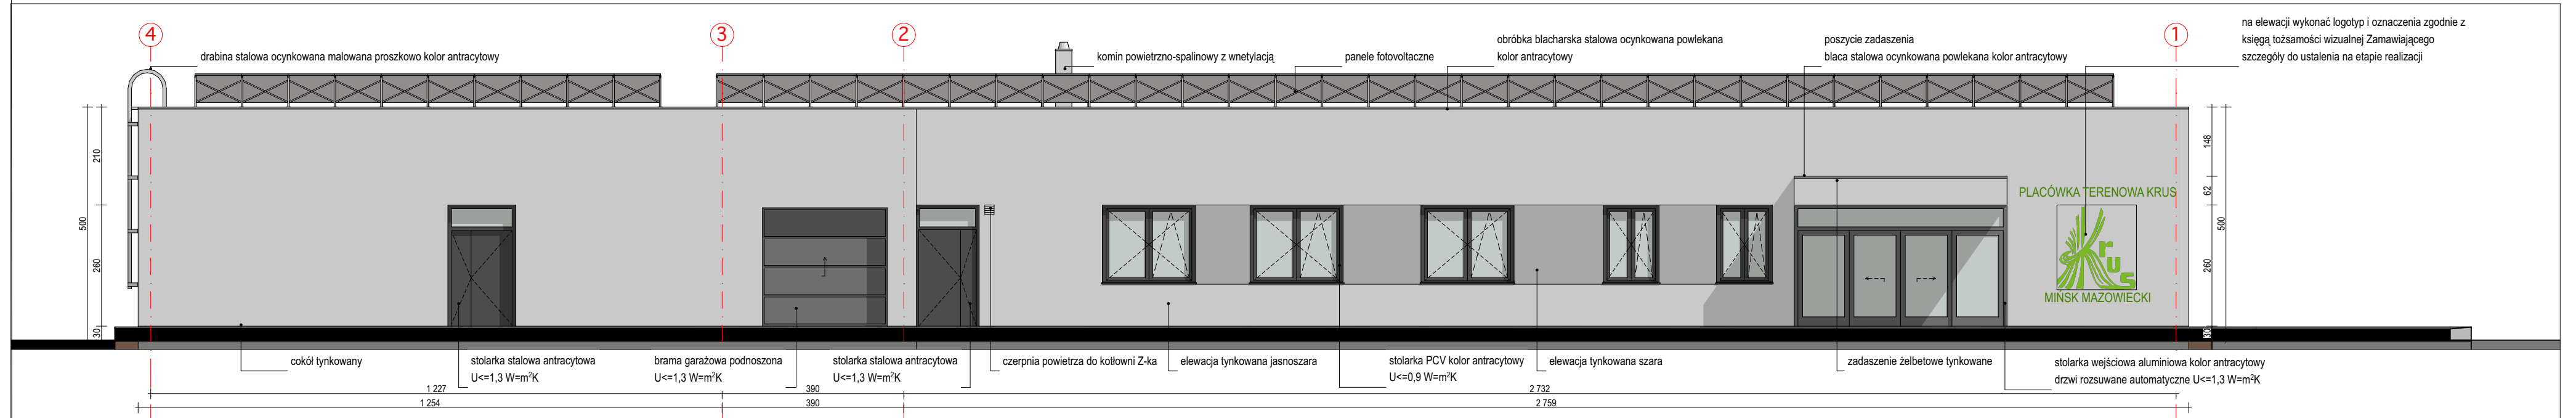 4
3
2
1
drabina stalowa ocynkowana malowana proszkowo kolor antracytowy
komin powietrzno-spalinowy z wnetylacją
panele fotovoltaczne
obróbka blacharska stalowa ocynkowana powlekana
kolor antracytowy
poszycie zadaszenia
blaca stalowa ocynkowana powlekana kolor antracytowy
na elewacji wykonać logotyp i oznaczenia zgodnie z
księgą tożsamości wizualnej Zamawiającego
szczegóły do ustalenia na etapie realizacji
500
210
260
30
PLACÓWKA TERENOWA KRUS
Krus
MIŃSK MAZOWIECKI
148
62
260
500
cokół tynkowany
stolarka stalowa antracytowa
U<=1,3 W=m²K
brama garażowa podnoszona
U<=1,3 W=m²K
stolarka stalowa antracytowa
U<=1,3 W=m²K
czerpnia powietrza do kotłowni Z-ka
elewacja tynkowana jasnoszara
stolarka PCV kolor antracytowy
U<=0,9 W=m²K
elewacja tynkowana szara
zadaszenie żelbetowe tynkowane
stolarka wejściowa aluminiowa kolor antracytowy
drzwi rozsuwane automatyczne U<=1,3 W=m²K
1 227
390
2 732
1 254
390
2 759